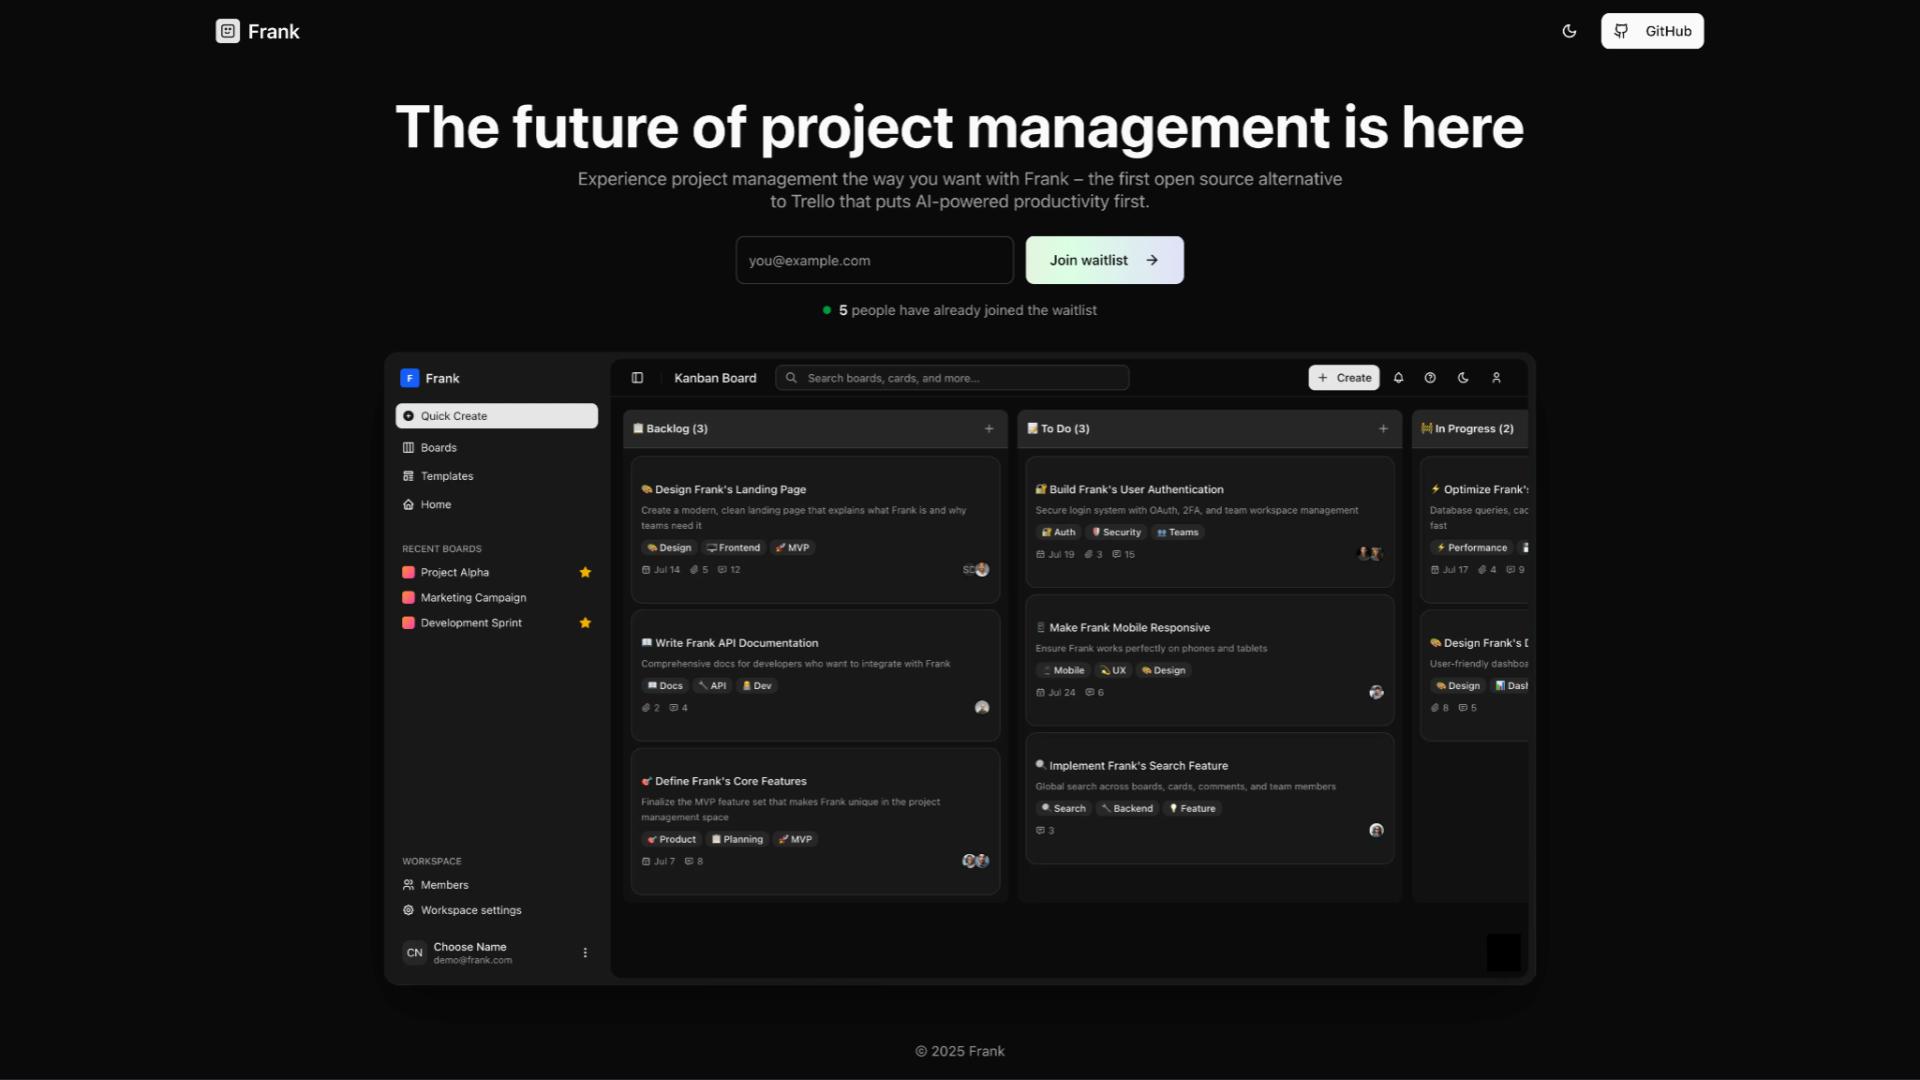 Frank
GitHub
The future of project management is here
Experience project management the way you want with Frank – the first open source alternative
to Trello that puts AI-powered productivity first.
you@example.com
Join waitlist
5 people have already joined the waitlist
F Frank
Quick Create
Boards
Templates
Home
RECENT BOARDS
Project Alpha
Marketing Campaign
Development Sprint
WORKSPACE
Members
Workspace settings
CN
Choose Name
demo@frank.com
Kanban Board
Search boards, cards, and more...
Create
Backlog (3)
Design Frank's Landing Page
Create a modern, clean landing page that explains what Frank is and why
teams need it
Design Frontend MVP
Jul 14 5 12
Write Frank API Documentation
Comprehensive docs for developers who want to integrate with Frank
Docs API Dev
2 4
Define Frank's Core Features
Finalize the MVP feature set that makes Frank unique in the project
management space
Product Planning MVP
Jul 7 8
To Do (3)
Build Frank's User Authentication
Secure login system with OAuth, 2FA, and team workspace management
Auth Security Teams
Jul 19 3 15
Make Frank Mobile Responsive
Ensure Frank works perfectly on phones and tablets
Mobile UX Design
Jul 24 6
Implement Frank's Search Feature
Global search across boards, cards, comments, and team members
Search Backend Feature
3
In Progress (2)
Optimize Frank's
Database queries, cac
fast
Performance
Jul 17 4 9
Design Frank's D
User-friendly dashboa
Design Dash
8 5
© 2025 Frank